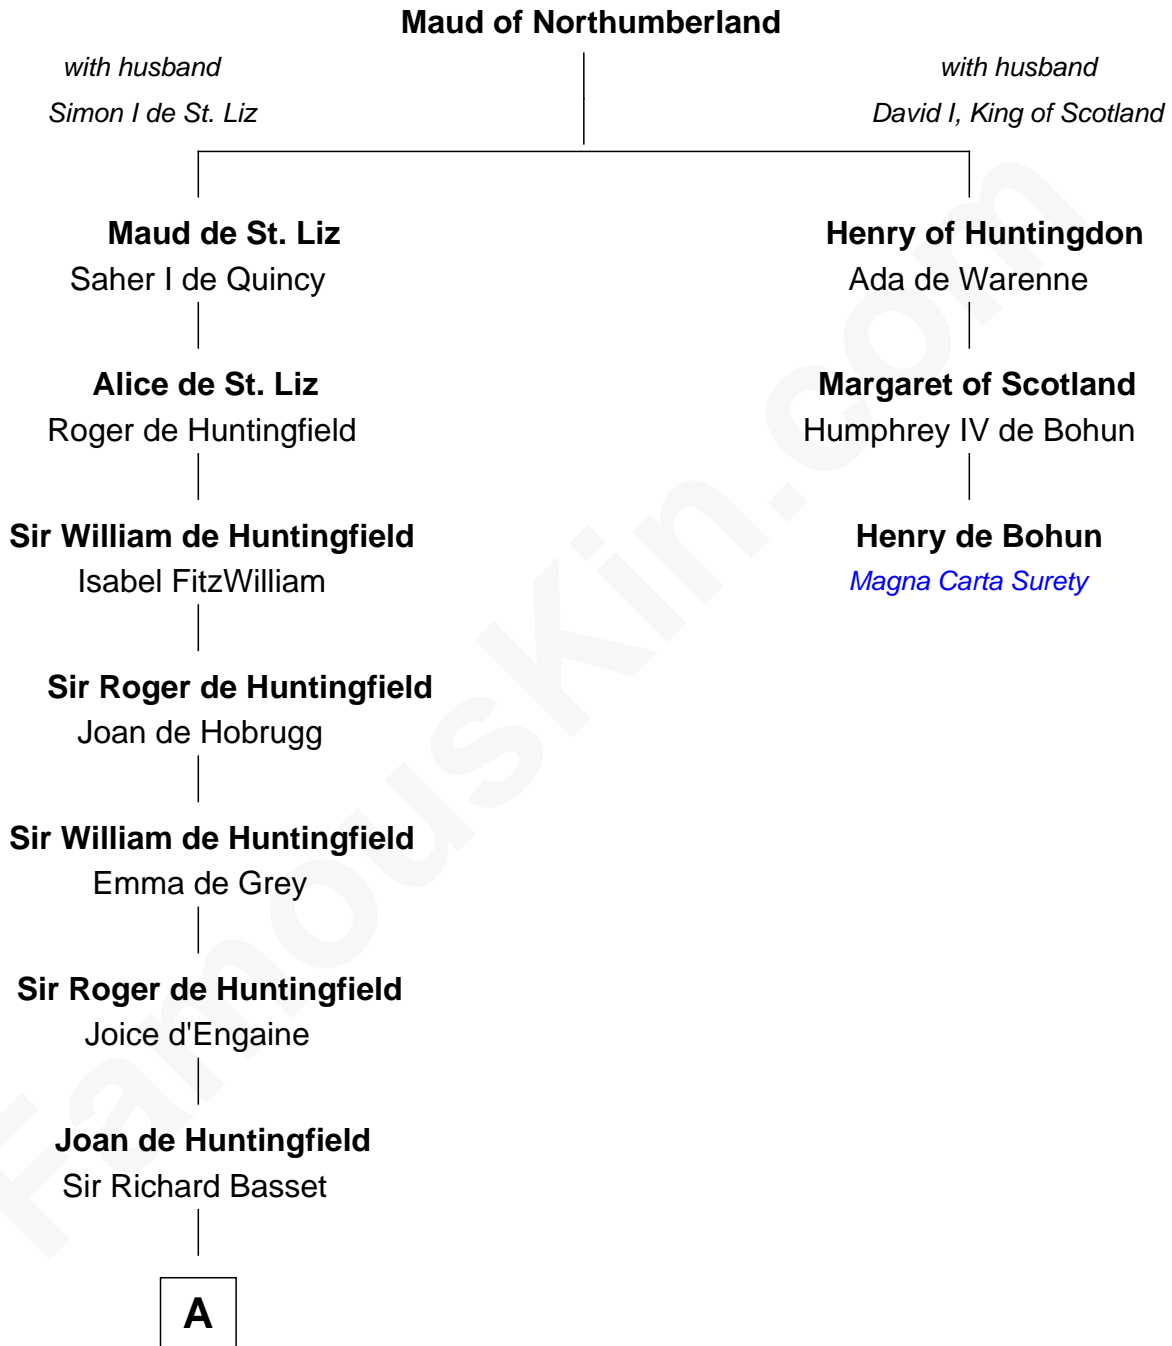 Maud of Northumberland
with husband
Simon I de St. Liz
with husband
David I, King of Scotland
Maud de St. Liz
Saher I de Quincy
Henry of Huntingdon
Ada de Warenne
Alice de St. Liz
Roger de Huntingfield
Margaret of Scotland
Humphrey IV de Bohun
Sir William de Huntingfield
Isabel FitzWilliam
Henry de Bohun
Magna Carta Surety
Sir Roger de Huntingfield
Joan de Hobrugg
Sir William de Huntingfield
Emma de Grey
Sir Roger de Huntingfield
Joice d'Engaine
Joan de Huntingfield
Sir Richard Basset
A
FamousKin.com